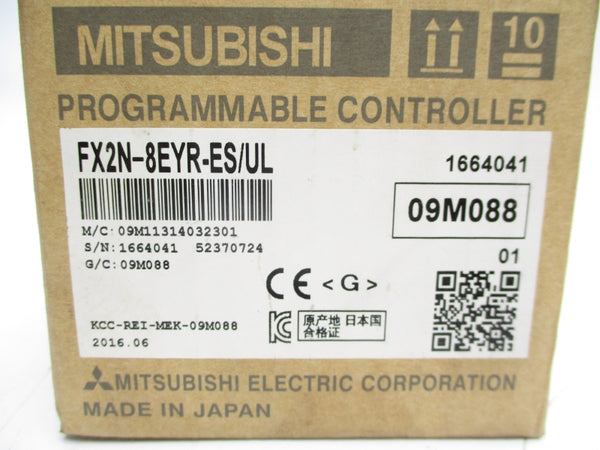 MITSUBISHI
10
PROGRAMMABLE CONTROLLER
FX2N-8EYR-ES/UL
1664041
M/C:09M11314032301
09M088
S/N:1664041 52370724
G/C:09M088
01
CE <G>
KCC-REI-MEK-09M088
原产地 日本国
合格证
2016.06
MITSUBISHI ELECTRIC CORPORATION
MADE IN JAPAN